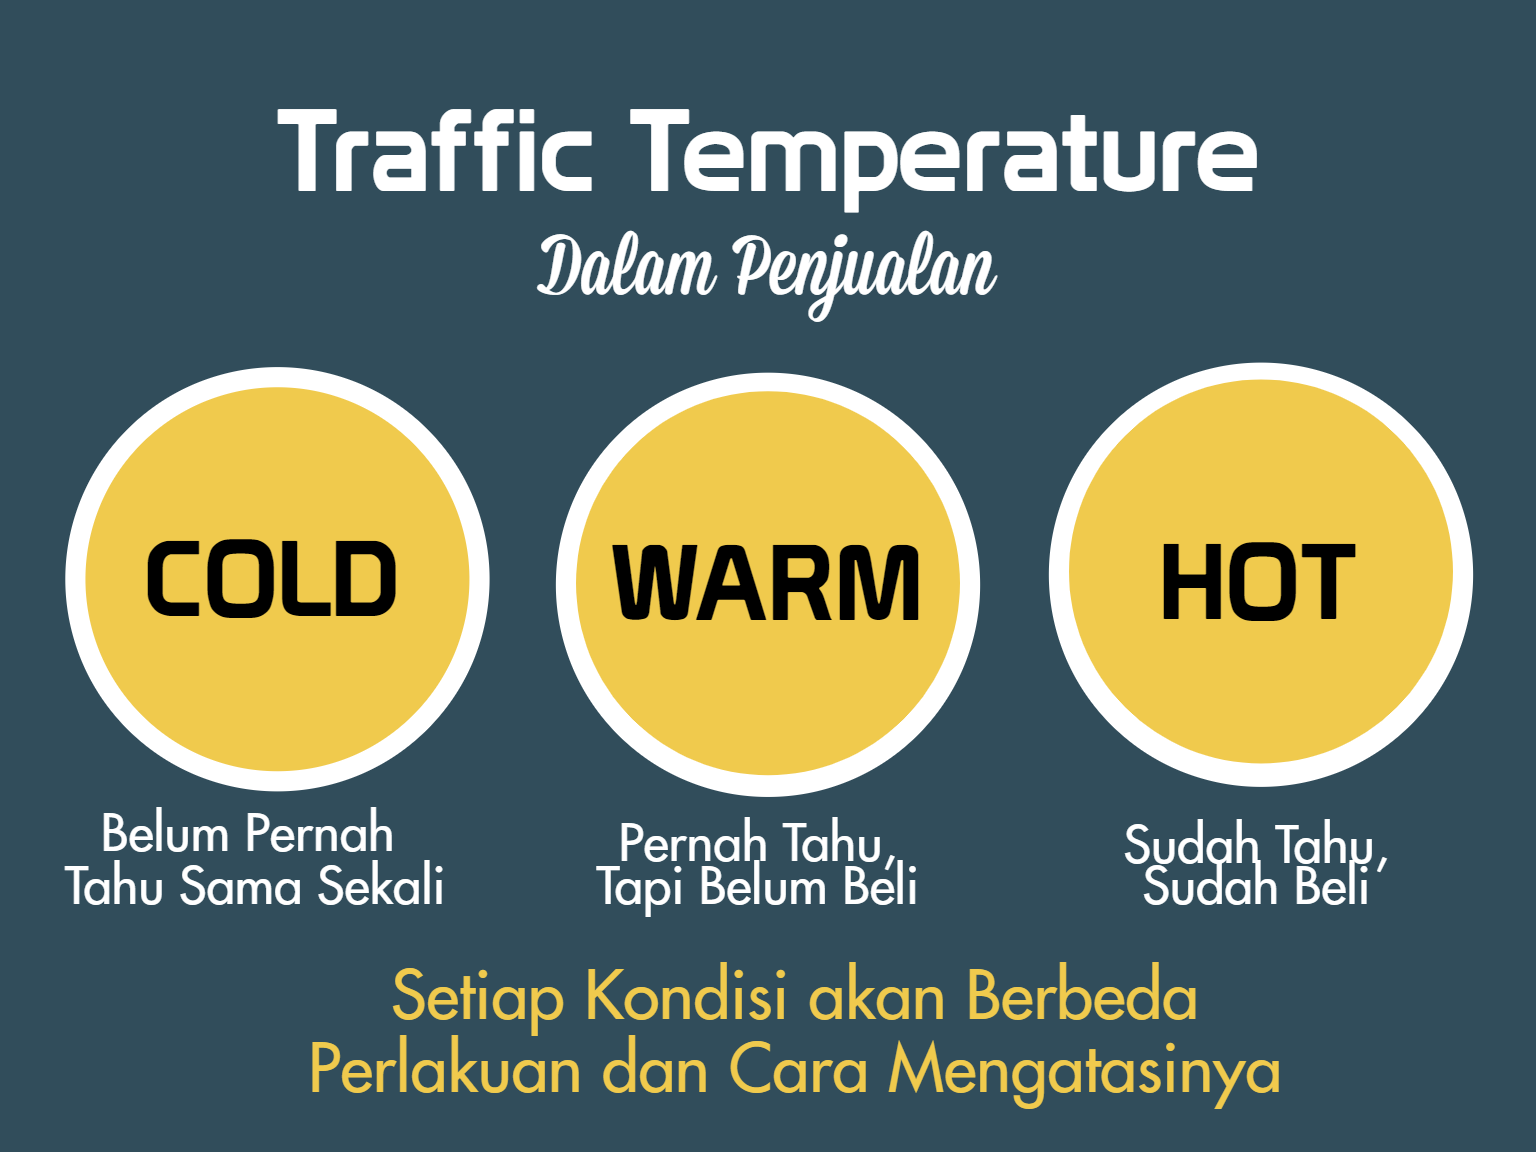 Traffic Temperature
Dalam Penjualan
COLD
WARM
HOT
Belum Pernah
Tahu Sama Sekali
Pernah Tahu,
Tapi Belum Beli
Sudah Tahu,
Sudah Beli
Setiap Kondisi akan Berbeda
Perlakuan dan Cara Mengatasinya